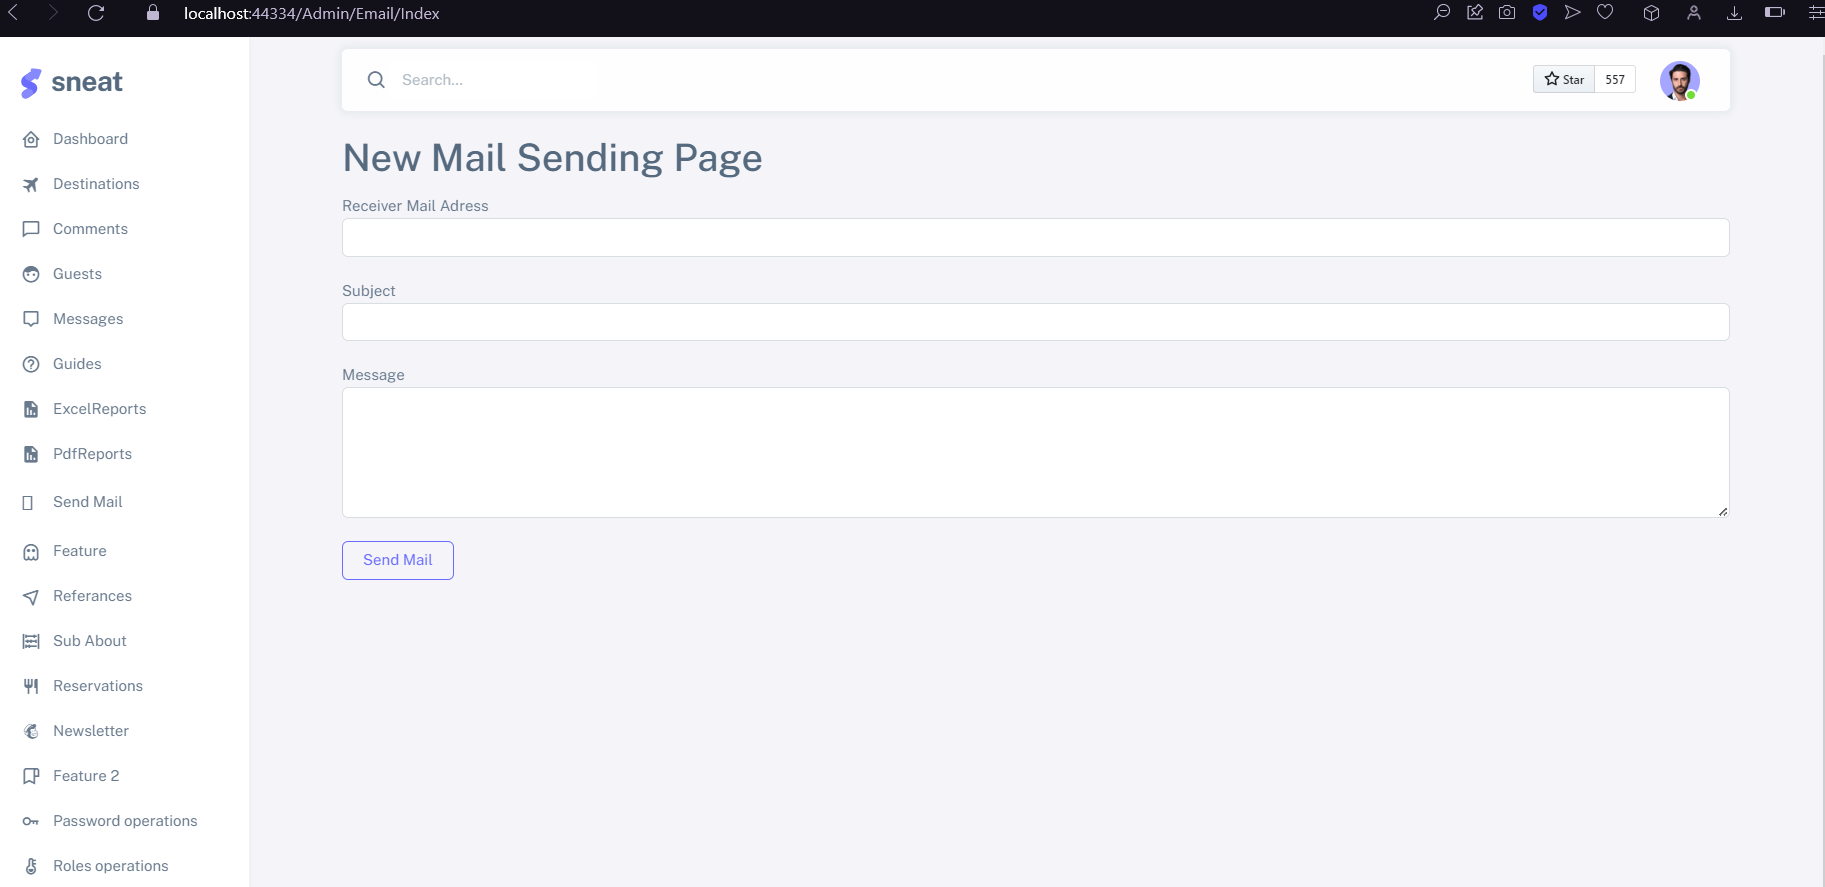 localhost:44334/Admin/Email/Index
sneat
Search...
Star 557
Dashboard
Destinations
Comments
Guests
Messages
Guides
ExcelReports
PdfReports
Send Mail
Feature
Referances
Sub About
Reservations
Newsletter
Feature 2
Password operations
Roles operations
New Mail Sending Page
Receiver Mail Adress
Subject
Message
Send Mail